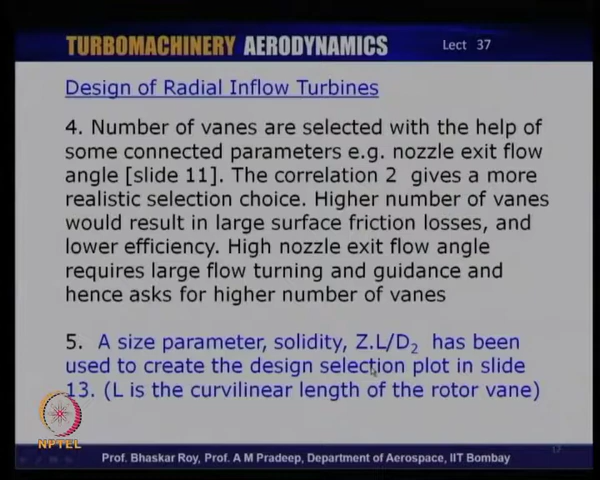 TURBOMACHINERY AERODYNAMICS Lect 37
Design of Radial Inflow Turbines
4. Number of vanes are selected with the help of
some connected parameters e.g. nozzle exit flow
angle [slide 11]. The correlation 2 gives a more
realistic selection choice. Higher number of vanes
would result in large surface friction losses, and
lower efficiency. High nozzle exit flow angle
requires large flow turning and guidance and
hence asks for higher number of vanes
5. A size parameter, solidity, Z.L/D₂ has been
used to create the design selection plot in slide
13. (L is the curvilinear length of the rotor vane)
NPTEL
Prof. Bhaskar Roy, Prof. A M Pradeep, Department of Aerospace, IIT Bombay